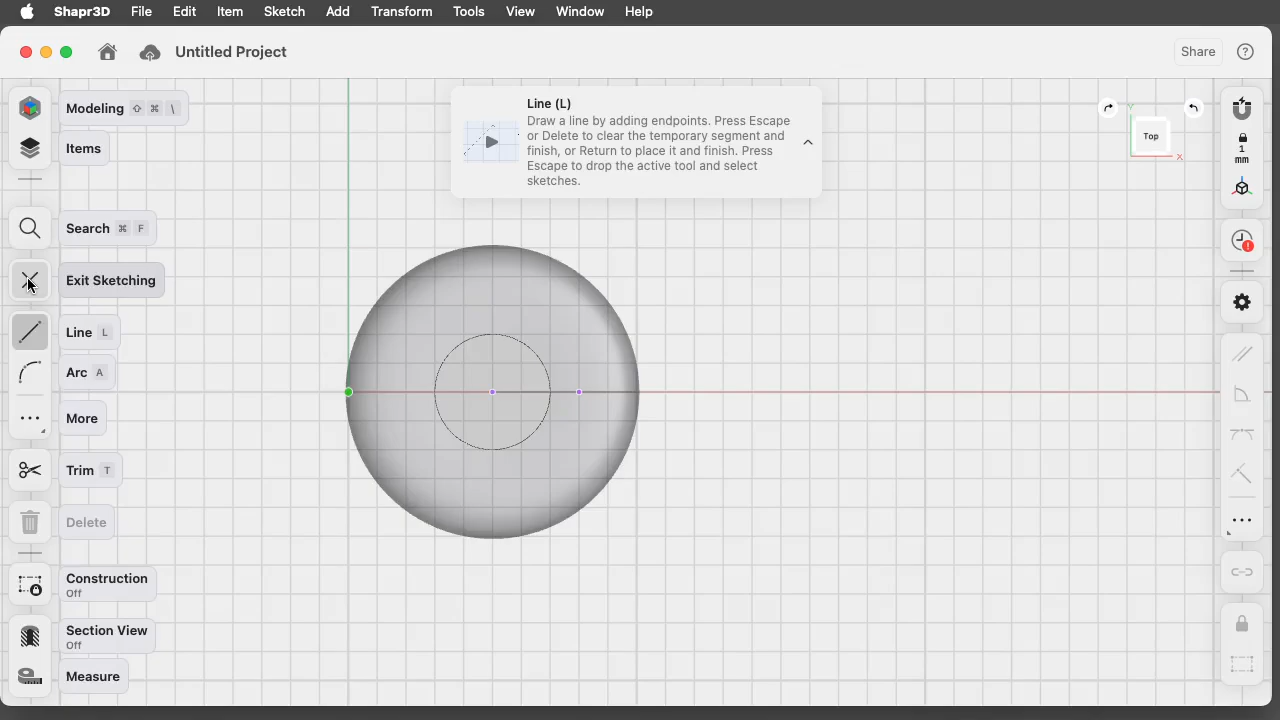 Shapr3D File Edit Item Sketch Add Transform Tools View Window Help
Untitled Project
Share
Modeling ⇧ ⌘ \
Items
Search ⌘ F
Exit Sketching
Line L
Arc A
More
Trim T
Delete
Construction
Off
Section View
Off
Measure
Line (L)
Draw a line by adding endpoints. Press Escape
or Delete to clear the temporary segment and
finish, or Return to place it and finish. Press
Escape to drop the active tool and select
sketches.
Y
Top
X
1
mm